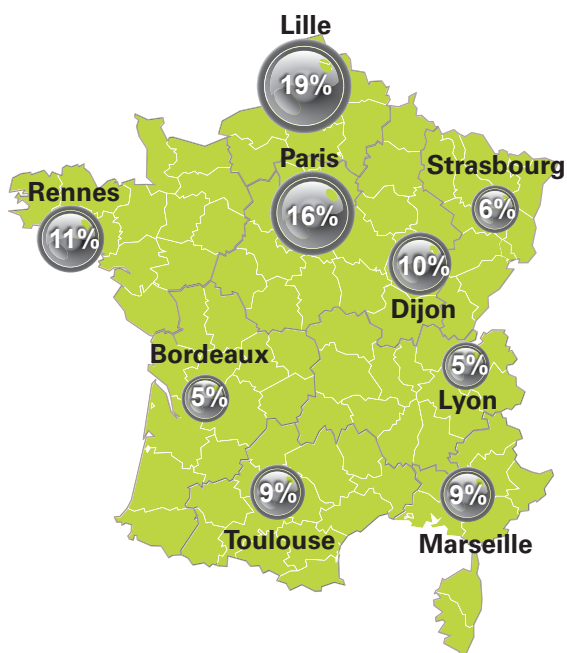 Lille
19%
Paris
16%
Strasbourg
6%
Rennes
11%
10%
Dijon
Bordeaux
5%
5%
Lyon
9%
Toulouse
9%
Marseille